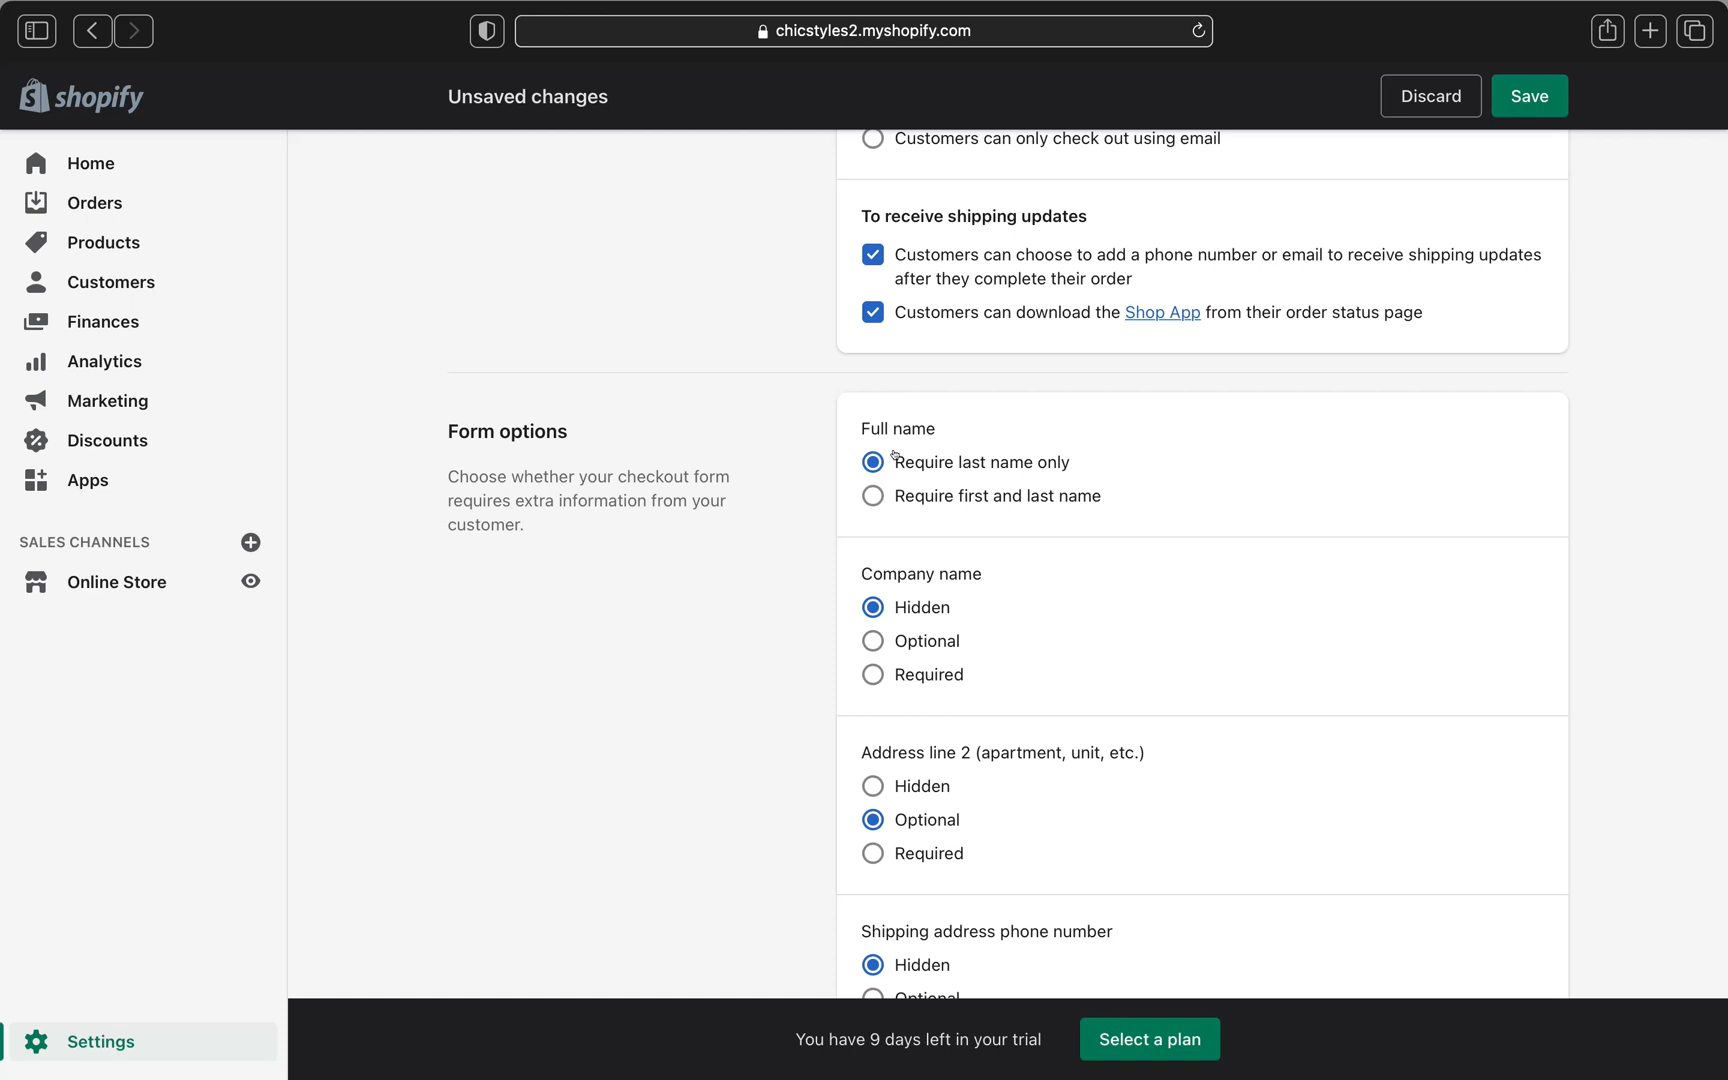 chicstyles2.myshopify.com
shopify
Unsaved changes
Discard
Save
Home
Orders
Products
Customers
Finances
Analytics
Marketing
Discounts
Apps
SALES CHANNELS
Online Store
Settings
Customers can only check out using email
To receive shipping updates
Customers can choose to add a phone number or email to receive shipping updates
after they complete their order
Customers can download the Shop App from their order status page
Form options
Choose whether your checkout form
requires extra information from your
customer.
Full name
Require last name only
Require first and last name
Company name
Hidden
Optional
Required
Address line 2 (apartment, unit, etc.)
Hidden
Optional
Required
Shipping address phone number
Hidden
Optional
You have 9 days left in your trial
Select a plan